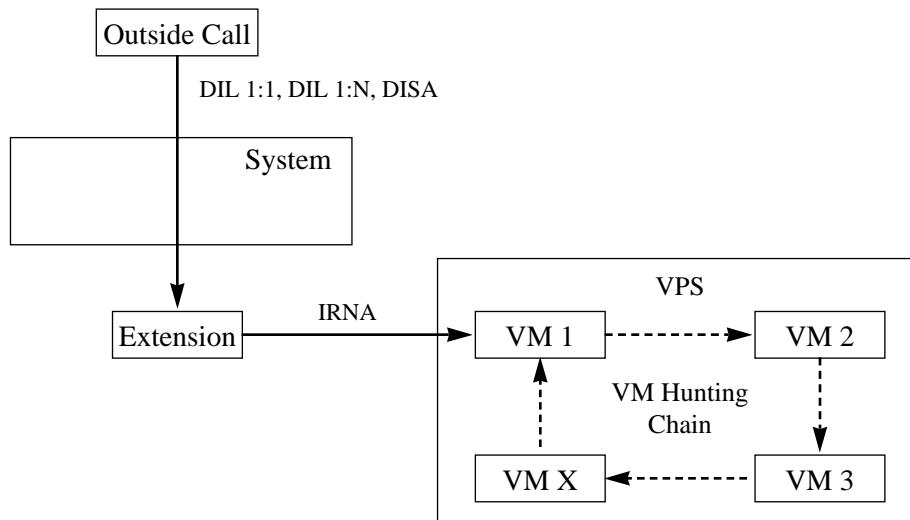 Outside Call
DIL 1:1, DIL 1:N, DISA
System
VPS
IRNA
Extension
VM 1
VM 2
VM Hunting
Chain
VM X
VM 3